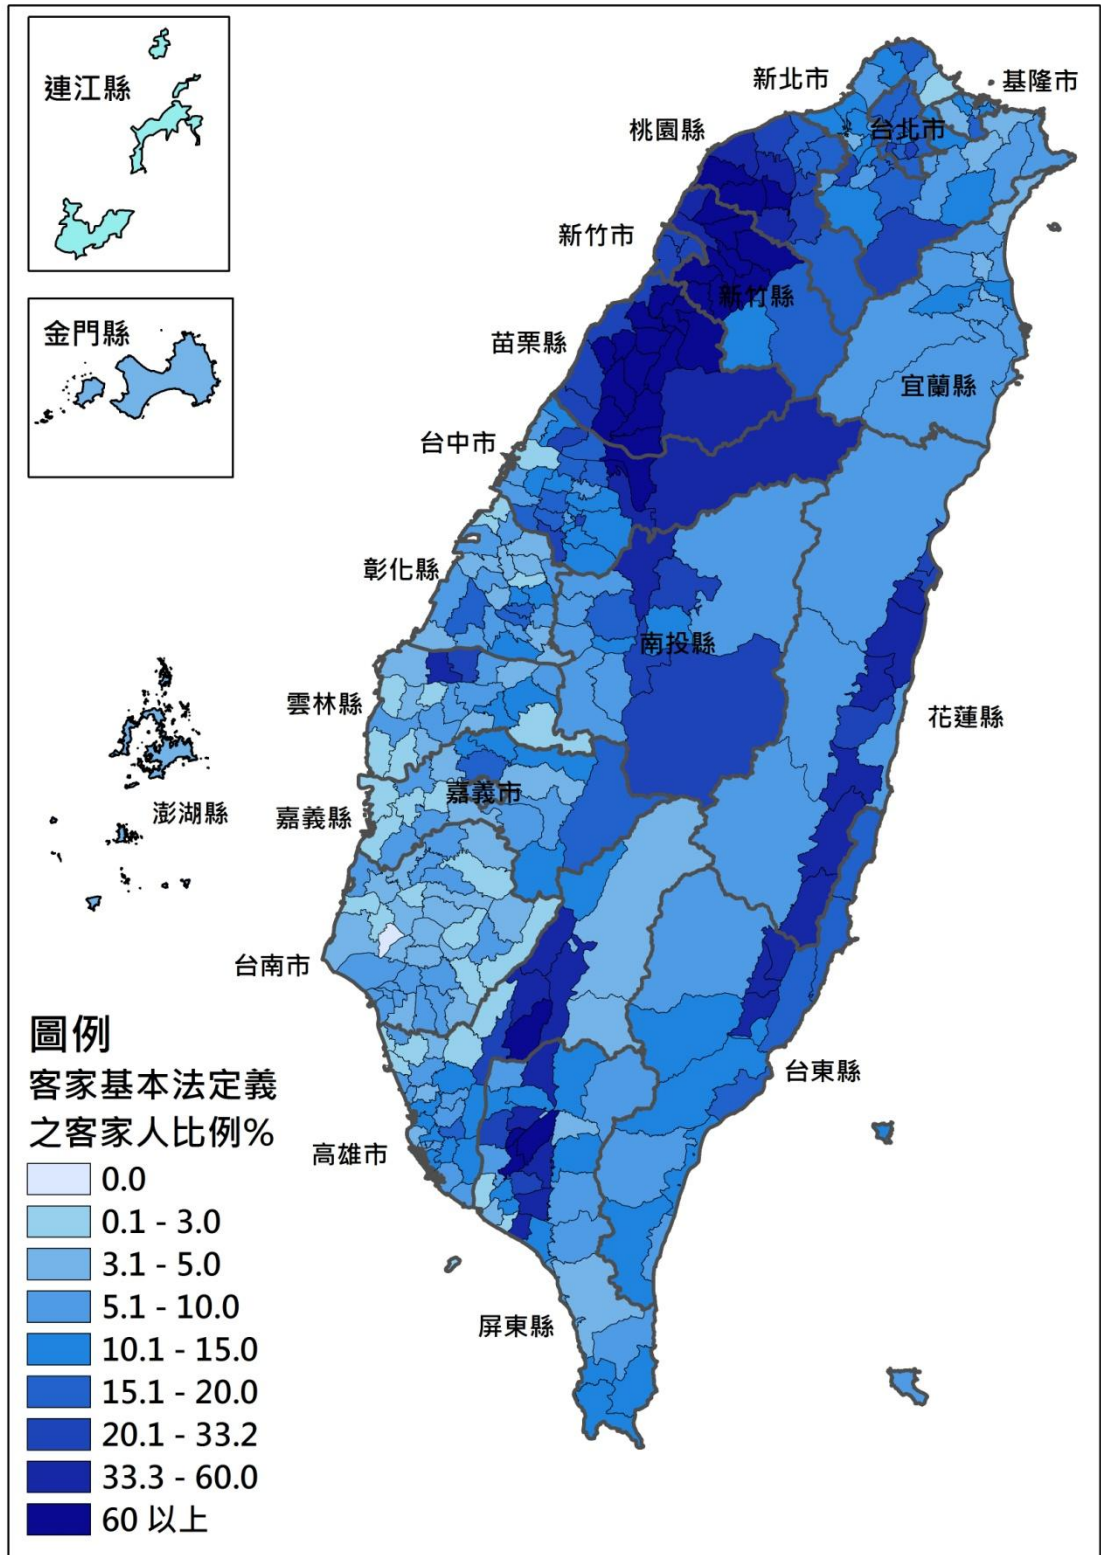 連江縣
金門縣
新北市
基隆市
桃園縣
台北市
新竹市
新竹縣
苗栗縣
宜蘭縣
台中市
彰化縣
南投縣
雲林縣
花蓮縣
嘉義市
澎湖縣
嘉義縣
台南市
台東縣
高雄市
屏東縣
圖例
客家基本法定義
之客家人比例%
0.0
0.1 - 3.0
3.1 - 5.0
5.1 - 10.0
10.1 - 15.0
15.1 - 20.0
20.1 - 33.2
33.3 - 60.0
60 以上